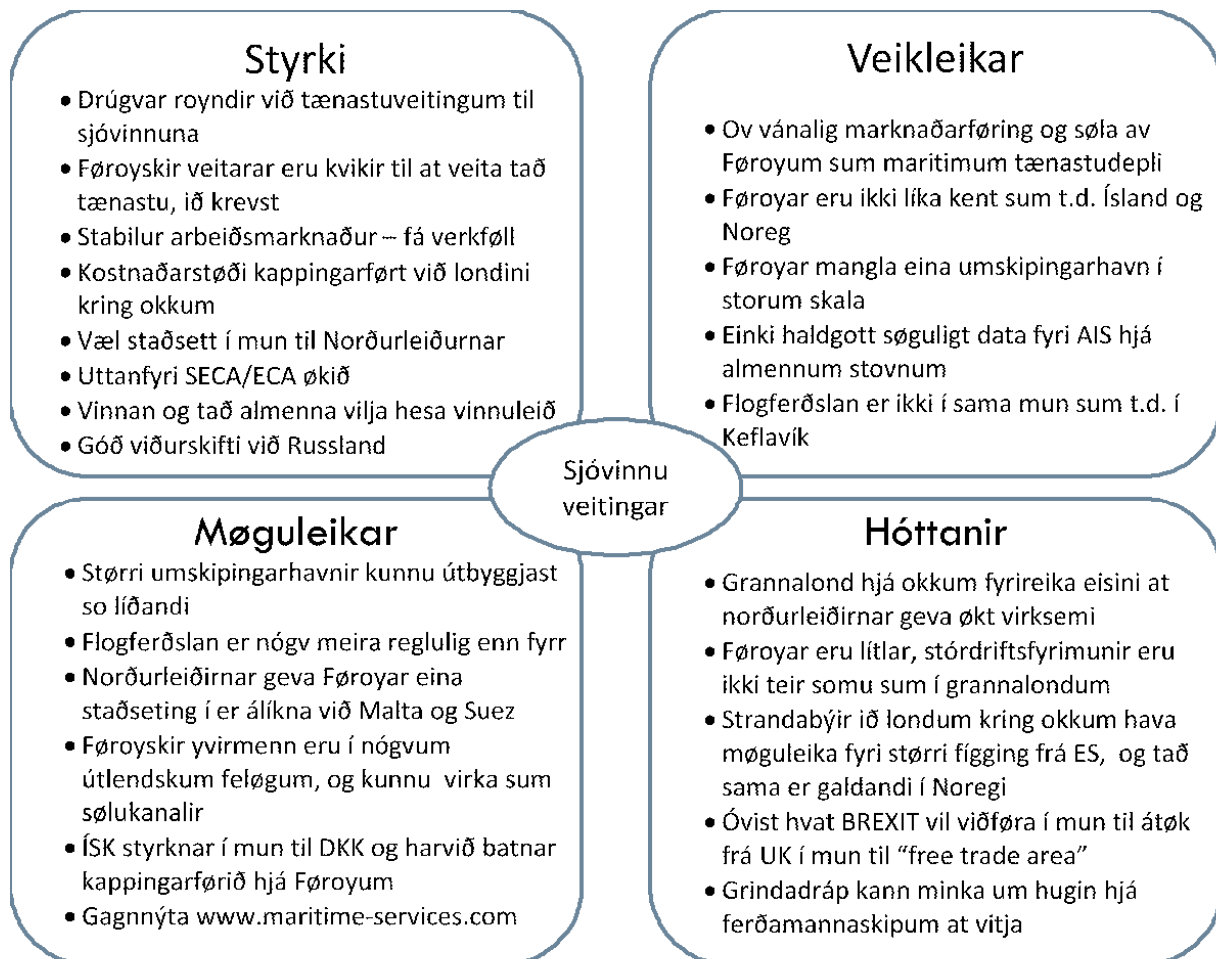 Styrki
• Drúgvar royndir við tænastuveitingum til
sjóvinnuna
• Føroyskir veitarar eru kvikir til at veita tað
tænastu, ið krevst
• Stabilur arbeiðsmarknaður – fá verkføll
• Kostnaðarstøði kappingarført við londini
kring okkum
• Væl staðsett í mun til Norðurleiðurnar
• Uttanfyri SECA/ECA økið
• Vinnan og tað almenna vilja hesa vinnuleið
• Góð viðurskifti við Russland
Veikleikar
• Ov vánalig marknaðarføring og søla av
Føroyum sum maritimum tænastudepli
• Føroyar eru ikki líka kent sum t.d. Ísland og
Noreg
• Føroyar mangla eina umskipingarhavn í
storum skala
• Einki haldgott søguligt data fyri AIS hjá
almennum stovnum
• Flogferðslan er ikki í sama mun sum t.d. í
Keflavík
Sjóvinnu
veitingar
Møguleikar
• Størri umskipingarhavnir kunnu útbyggjast
so líðandi
• Flogferðslan er nógv meira reglulig enn fyrr
• Norðurleiðirnar geva Føroyar eina
staðseting í er álíkna við Malta og Suez
• Føroyskir yvirmenn eru í nógvum
útlendskum feløgum, og kunnu virka sum
sølukanalir
• ÍSK styrknar í mun til DKK og harvið batnar
kappingarførið hjá Føroyum
• Gagnnýta www.maritime-services.com
Hóttanir
• Grannalond hjá okkum fyrireika eisini at
norðurleiðirnar geva økt virksemi
• Føroyar eru lítlar, stórdriftsfyrimunir eru
ikki teir somu sum í grannalondum
• Strandabýir ið londum kring okkum hava
møguleika fyri størri fígging frá ES, og tað
sama er galdandi í Noregi
• Óvist hvat BREXIT vil viðføra í mun til átøk
frá UK í mun til “free trade area”
• Grindadráp kann minka um hugin hjá
ferðamannaskipum at vitja